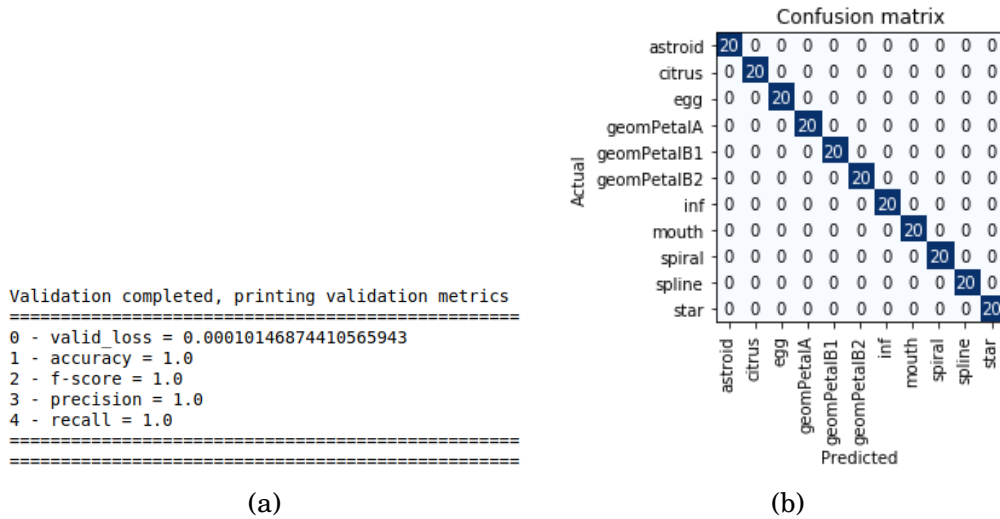 Validation completed, printing validation metrics
==================================================
0 - valid_loss = 0.00010146874410565943
1 - accuracy = 1.0
2 - f-score = 1.0
3 - precision = 1.0
4 - recall = 1.0
==================================================
==================================================
(a)
Confusion matrix
Actual
astroid 20 0 0 0 0 0 0 0 0 0 0
citrus 0 20 0 0 0 0 0 0 0 0 0
egg 0 0 20 0 0 0 0 0 0 0 0
geomPetalA 0 0 0 20 0 0 0 0 0 0 0
geomPetalB1 0 0 0 0 20 0 0 0 0 0 0
geomPetalB2 0 0 0 0 0 20 0 0 0 0 0
inf 0 0 0 0 0 0 20 0 0 0 0
mouth 0 0 0 0 0 0 0 20 0 0 0
spiral 0 0 0 0 0 0 0 0 20 0 0
spline 0 0 0 0 0 0 0 0 0 20 0
star 0 0 0 0 0 0 0 0 0 0 20
astroid
citrus
egg
geomPetalA
geomPetalB1
geomPetalB2
inf
mouth
spiral
spline
star
Predicted
(b)